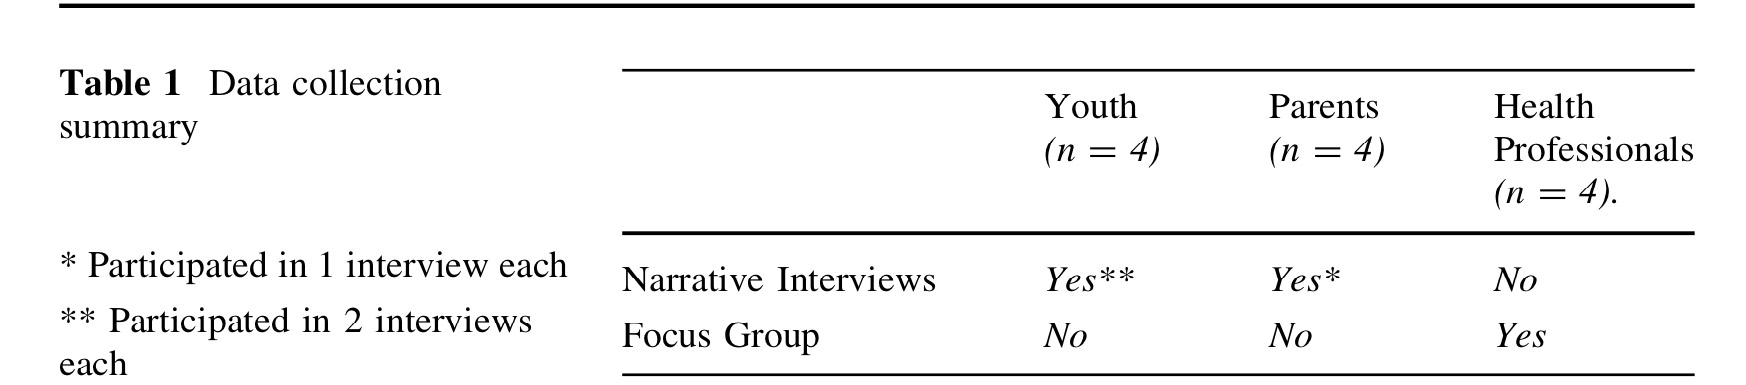 Table 1 Data collection
summary
* Participated in 1 interview each
** Participated in 2 interviews
each
Youth
(n = 4)
Parents
(n = 4)
Health
Professionals
(n = 4).
Narrative Interviews Yes** Yes* No
Focus Group No No Yes